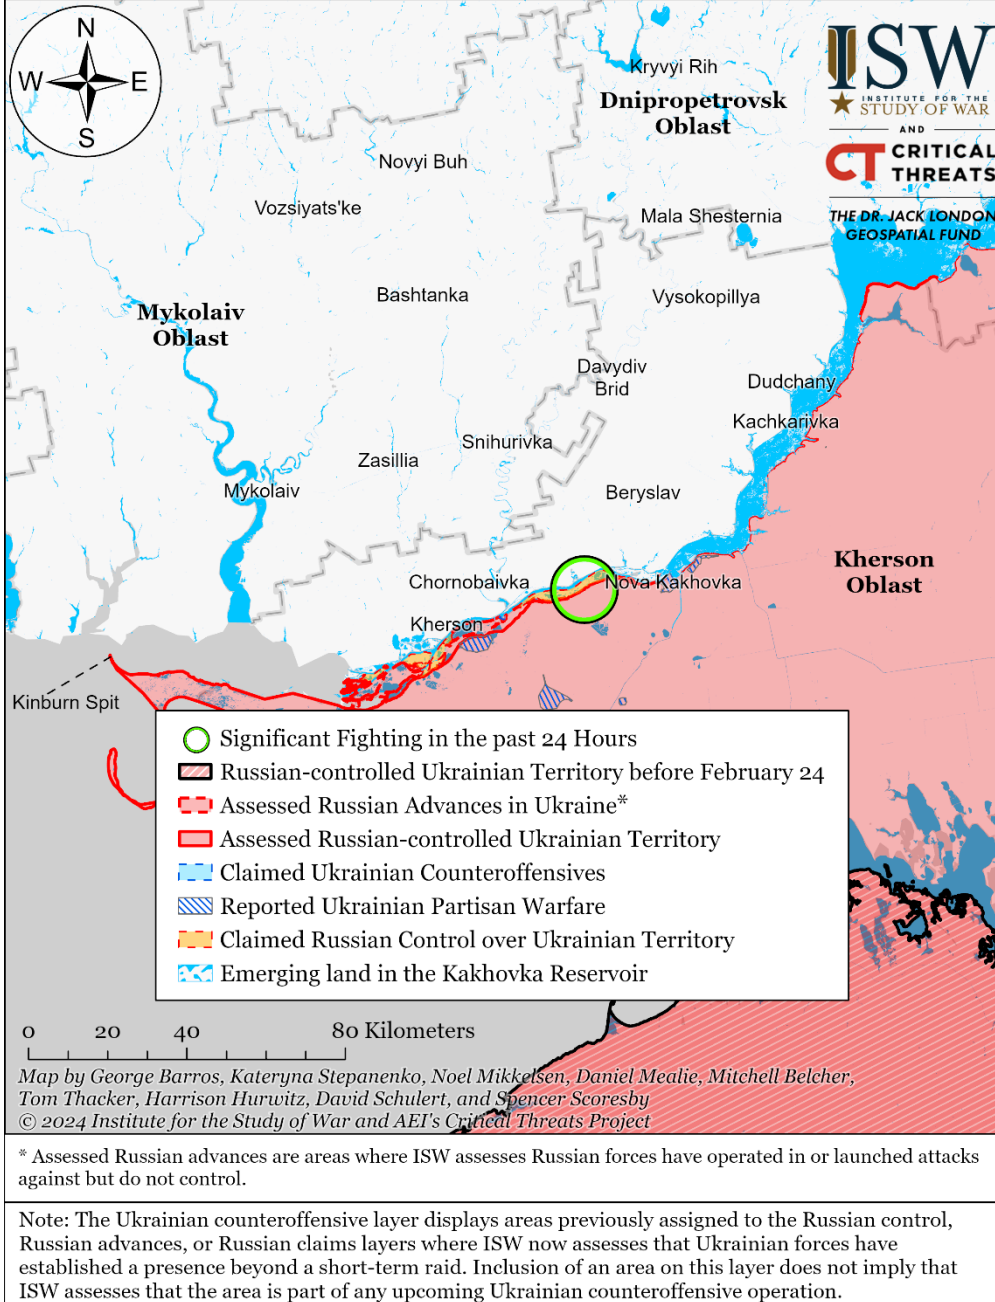 N
W
E
S
ISW
INSTITUTE FOR THE
STUDY OF WAR
AND
CT CRITICAL
THREATS
THE DR. JACK LONDON
GEOSPATIAL FUND
Kryvyi Rih
Dnipropetrovsk
Oblast
Novyi Buh
Vozsiyats'ke
Mala Shesternia
Bashtanka
Vysokopillya
Mykolaiv
Oblast
Davydiv
Brid
Dudchany
Kachkarivka
Snihurivka
Zasillia
Mykolaiv
Beryslav
Kherson
Oblast
Chornobaivka
Nova Kakhovka
Kherson
Kinburn Spit
Significant Fighting in the past 24 Hours
Russian-controlled Ukrainian Territory before February 24
Assessed Russian Advances in Ukraine*
Assessed Russian-controlled Ukrainian Territory
Claimed Ukrainian Counteroffensives
Reported Ukrainian Partisan Warfare
Claimed Russian Control over Ukrainian Territory
Emerging land in the Kakhovka Reservoir
0 20 40 80 Kilometers
Map by George Barros, Kateryna Stepanenko, Noel Mikkelsen, Daniel Mealie, Mitchell Belcher,
Tom Thacker, Harrison Hurwitz, David Schulert, and Spencer Scoresby
© 2024 Institute for the Study of War and AEI's Critical Threats Project
* Assessed Russian advances are areas where ISW assesses Russian forces have operated in or launched attacks
against but do not control.
Note: The Ukrainian counteroffensive layer displays areas previously assigned to the Russian control,
Russian advances, or Russian claims layers where ISW now assesses that Ukrainian forces have
established a presence beyond a short-term raid. Inclusion of an area on this layer does not imply that
ISW assesses that the area is part of any upcoming Ukrainian counteroffensive operation.